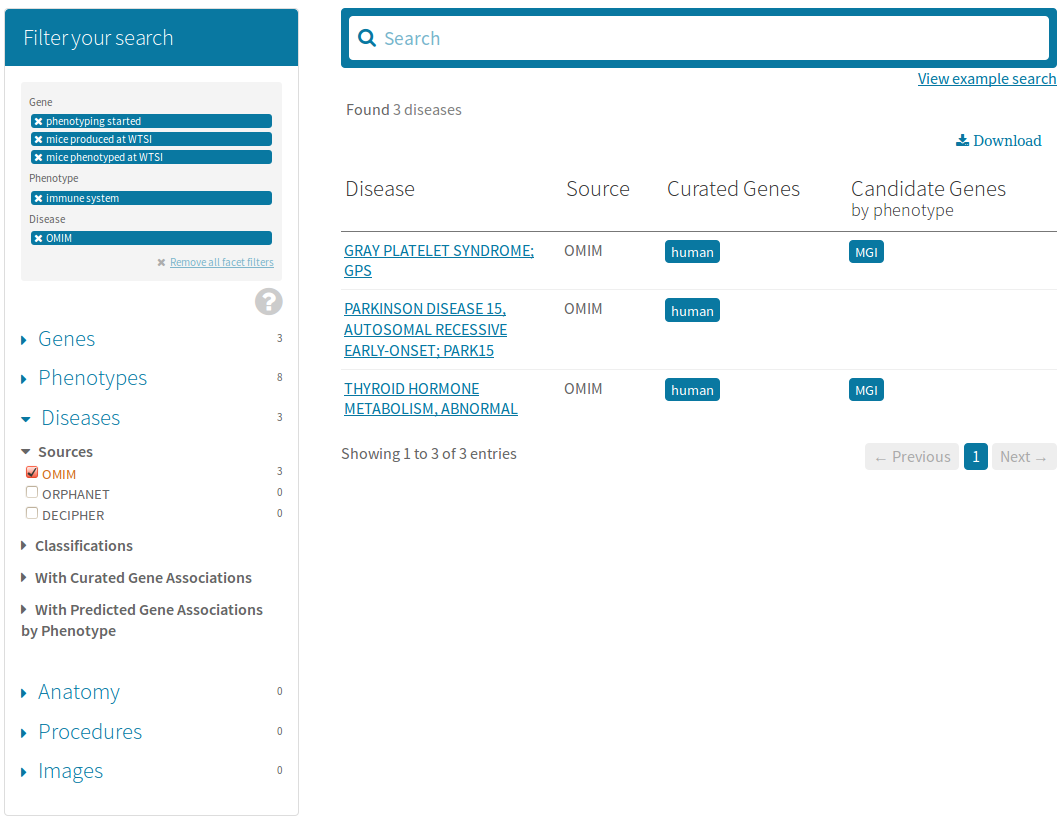 Filter your search
Gene
✖ phenotyping started
✖ mice produced at WTSI
✖ mice phenotyped at WTSI
Phenotype
✖ immune system
Disease
✖ OMIM
✖ Remove all facet filters
?
Genes 3
Phenotypes 8
Diseases 3
Sources
OMIM 3
ORPHANET 0
DECIPHER 0
Classifications
With Curated Gene Associations
With Predicted Gene Associations
by Phenotype
Anatomy 0
Procedures 0
Images 0
Search
View example search
Found 3 diseases
Download
Disease Source Curated Genes Candidate Genes
by phenotype
GRAY PLATELET SYNDROME; OMIM human MGI
GPS
PARKINSON DISEASE 15, OMIM human
AUTOSOMAL RECESSIVE
EARLY-ONSET; PARK15
THYROID HORMONE OMIM human MGI
METABOLISM, ABNORMAL
Showing 1 to 3 of 3 entries ← Previous 1 Next →